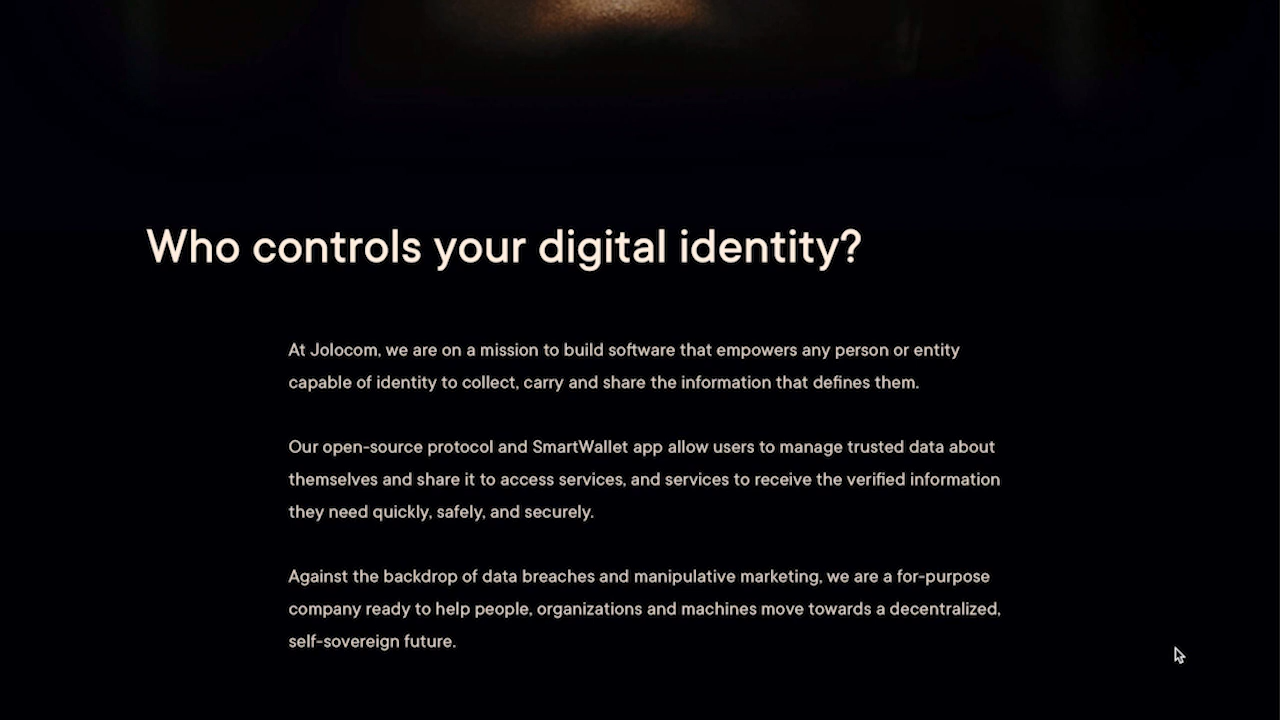 Who controls your digital identity?
At Jolocom, we are on a mission to build software that empowers any person or entity
capable of identity to collect, carry and share the information that defines them.
Our open-source protocol and SmartWallet app allow users to manage trusted data about
themselves and share it to access services, and services to receive the verified information
they need quickly, safely, and securely.
Against the backdrop of data breaches and manipulative marketing, we are a for-purpose
company ready to help people, organizations and machines move towards a decentralized,
self-sovereign future.